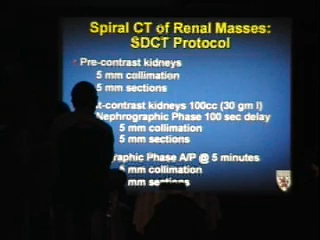 Spiral CT of Renal Masses:
SDCT Protocol
Pre-contrast kidneys
5 mm collimation
5 mm sections
t-contrast kidneys 100cc (30 gm I)
Nephrographic Phase 100 sec delay
5 mm collimation
5 mm sections
graphic Phase A/P @ 5 minutes
5 mm collimation
mm sections